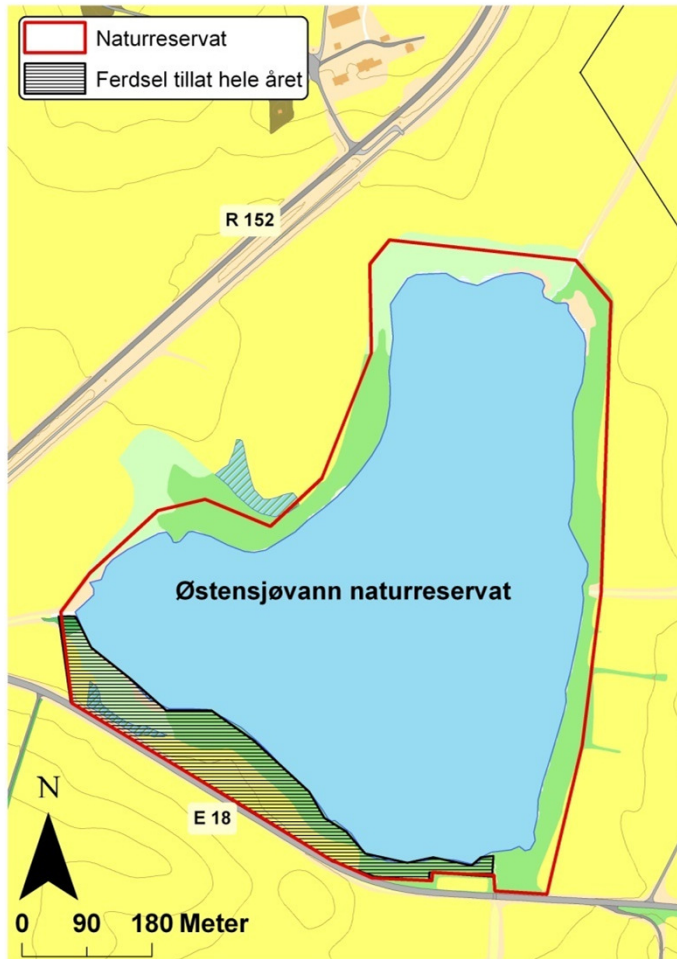 Naturreservat
Ferdsel tillat hele året
R 152
Østensjøvann naturreservat
E 18
N
0 90 180 Meter